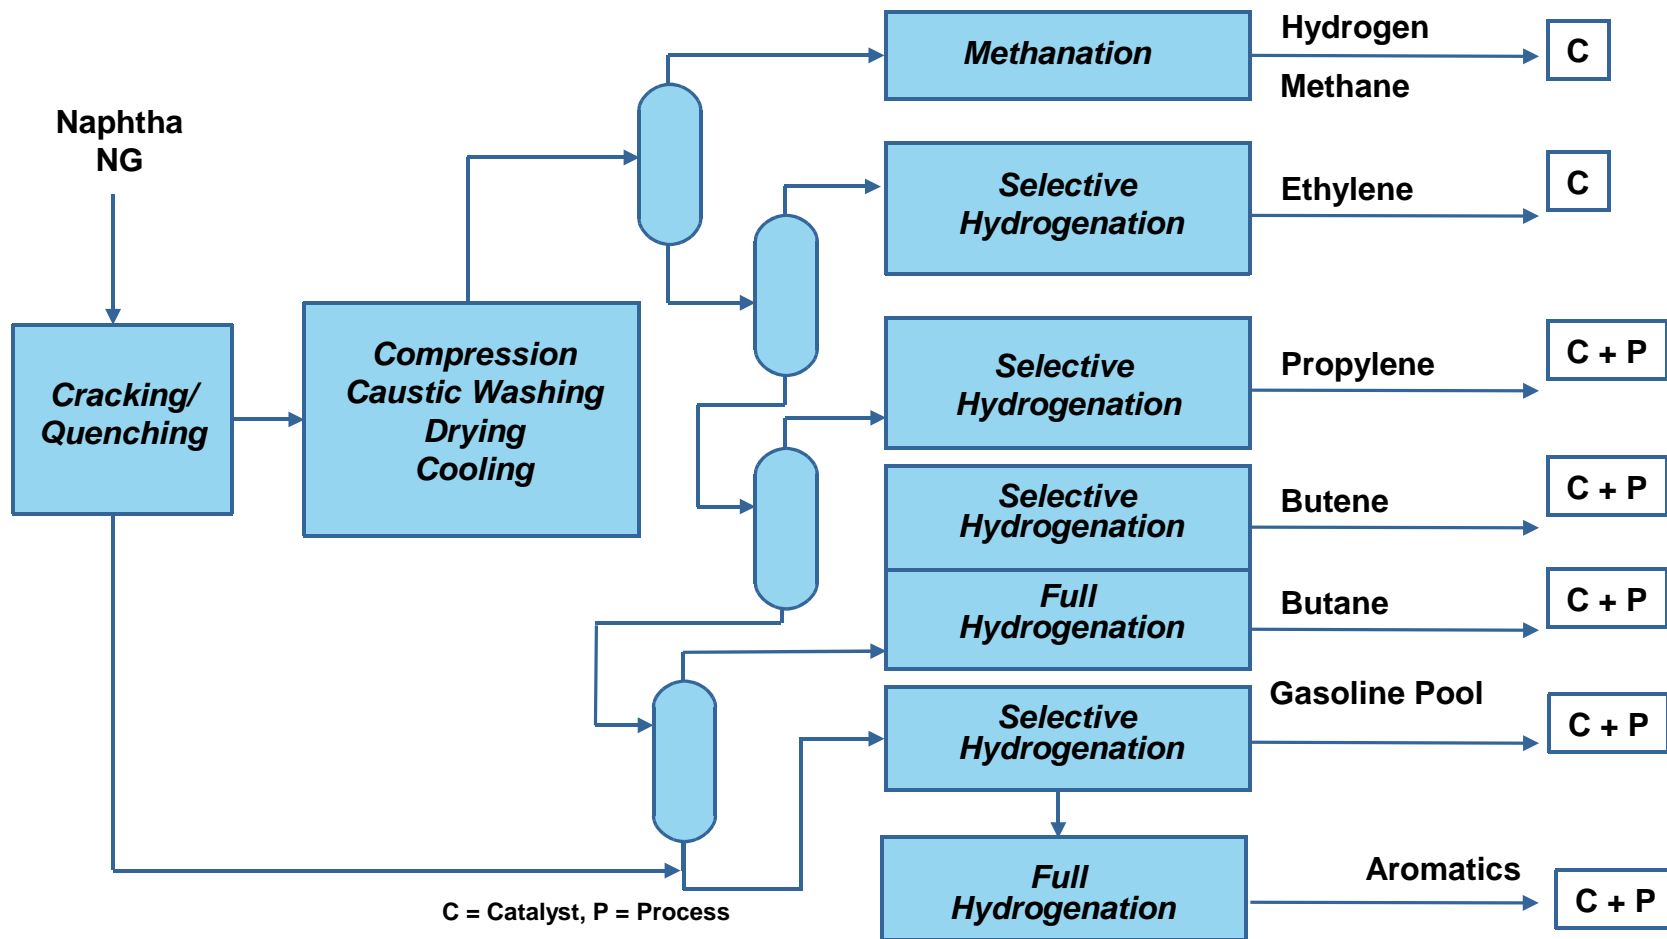 Naphtha
NG
Cracking/
Quenching
Compression
Caustic Washing
Drying
Cooling
Methanation
Hydrogen
Methane
C
Selective
Hydrogenation
Ethylene
C
Selective
Hydrogenation
Propylene
C + P
Selective
Hydrogenation
Butene
C + P
Full
Hydrogenation
Butane
C + P
Selective
Hydrogenation
Gasoline Pool
C + P
Full
Hydrogenation
Aromatics
C + P
C = Catalyst, P = Process